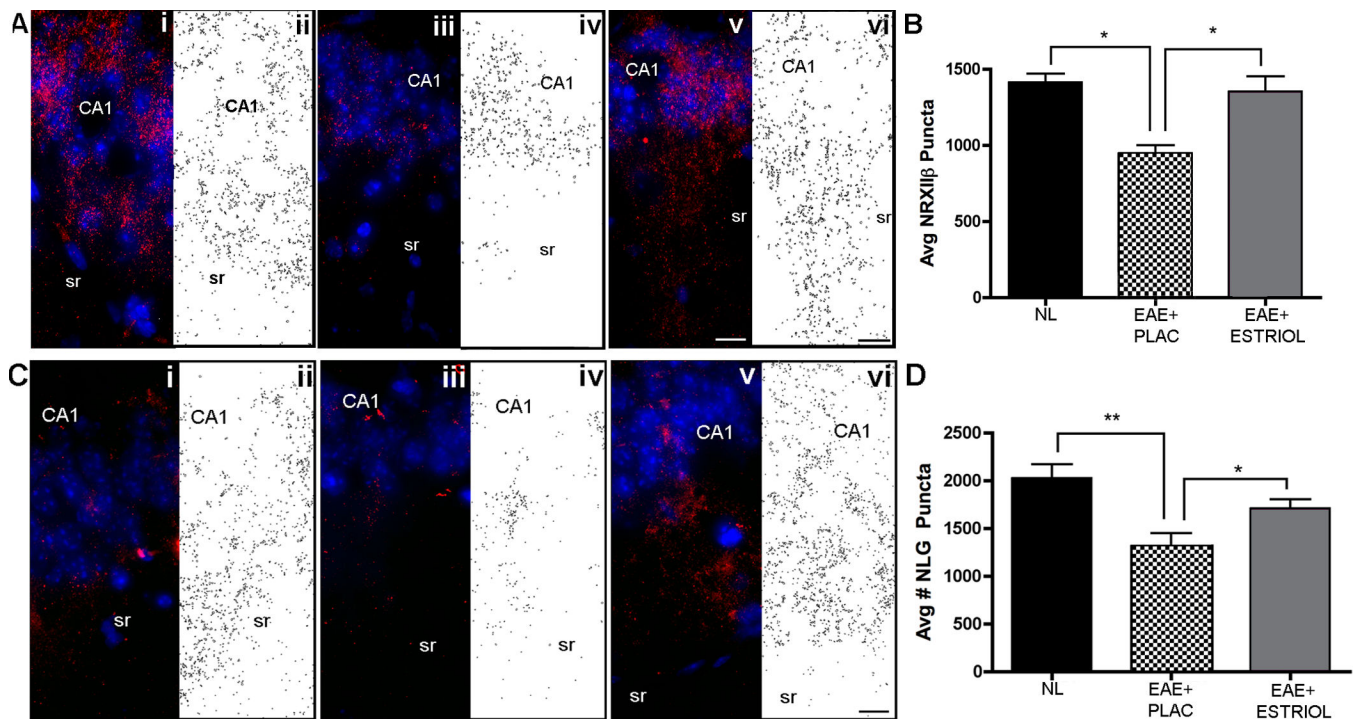 A
i
ii
iii
iv
v
vi
CA1
CA1
CA1
CA1
CA1
CA1
sr
sr
sr
sr
sr
sr
B
*
*
Avg NRXIIβ Puncta
1500
1000
500
0
NL
EAE+
PLAC
EAE+
ESTRIOL
C
i
ii
iii
iv
v
vi
CA1
CA1
CA1
CA1
CA1
CA1
sr
sr
sr
sr
sr
sr
D
**
*
Avg # NLG Puncta
2500
2000
1500
1000
500
0
NL
EAE+
PLAC
EAE+
ESTRIOL